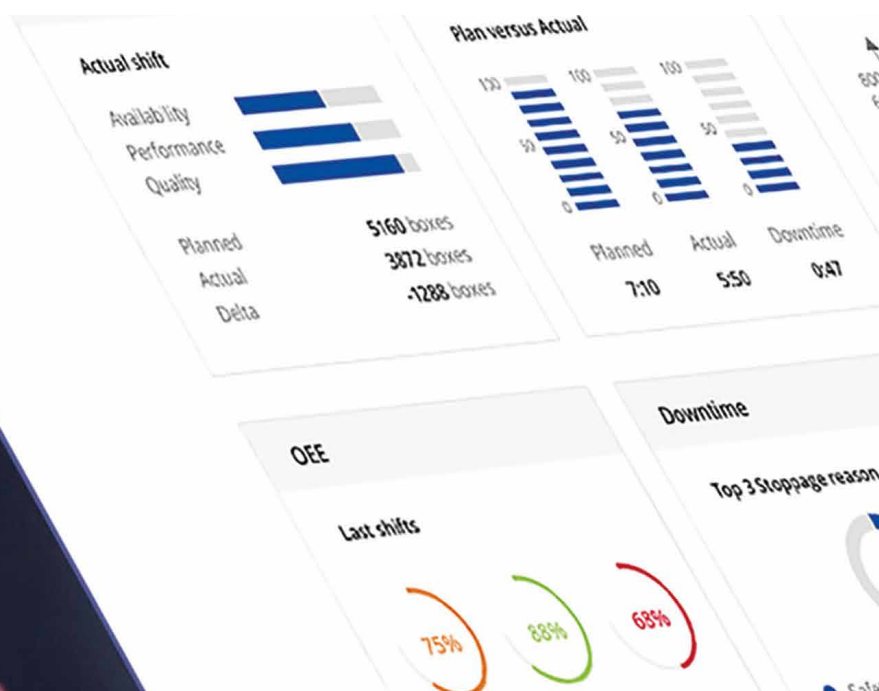 Actual shift
Availability
Performance
Quality
Planned 5160 boxes
Actual 3872 boxes
Delta -1288 boxes
Plan versus Actual
100 100 100
50 50 50
0 0 0
Planned Actual Downtime
7:10 5:50 0:47
800
OEE
Last shifts
75% 88% 68%
Downtime
Top 3 Stoppage reason